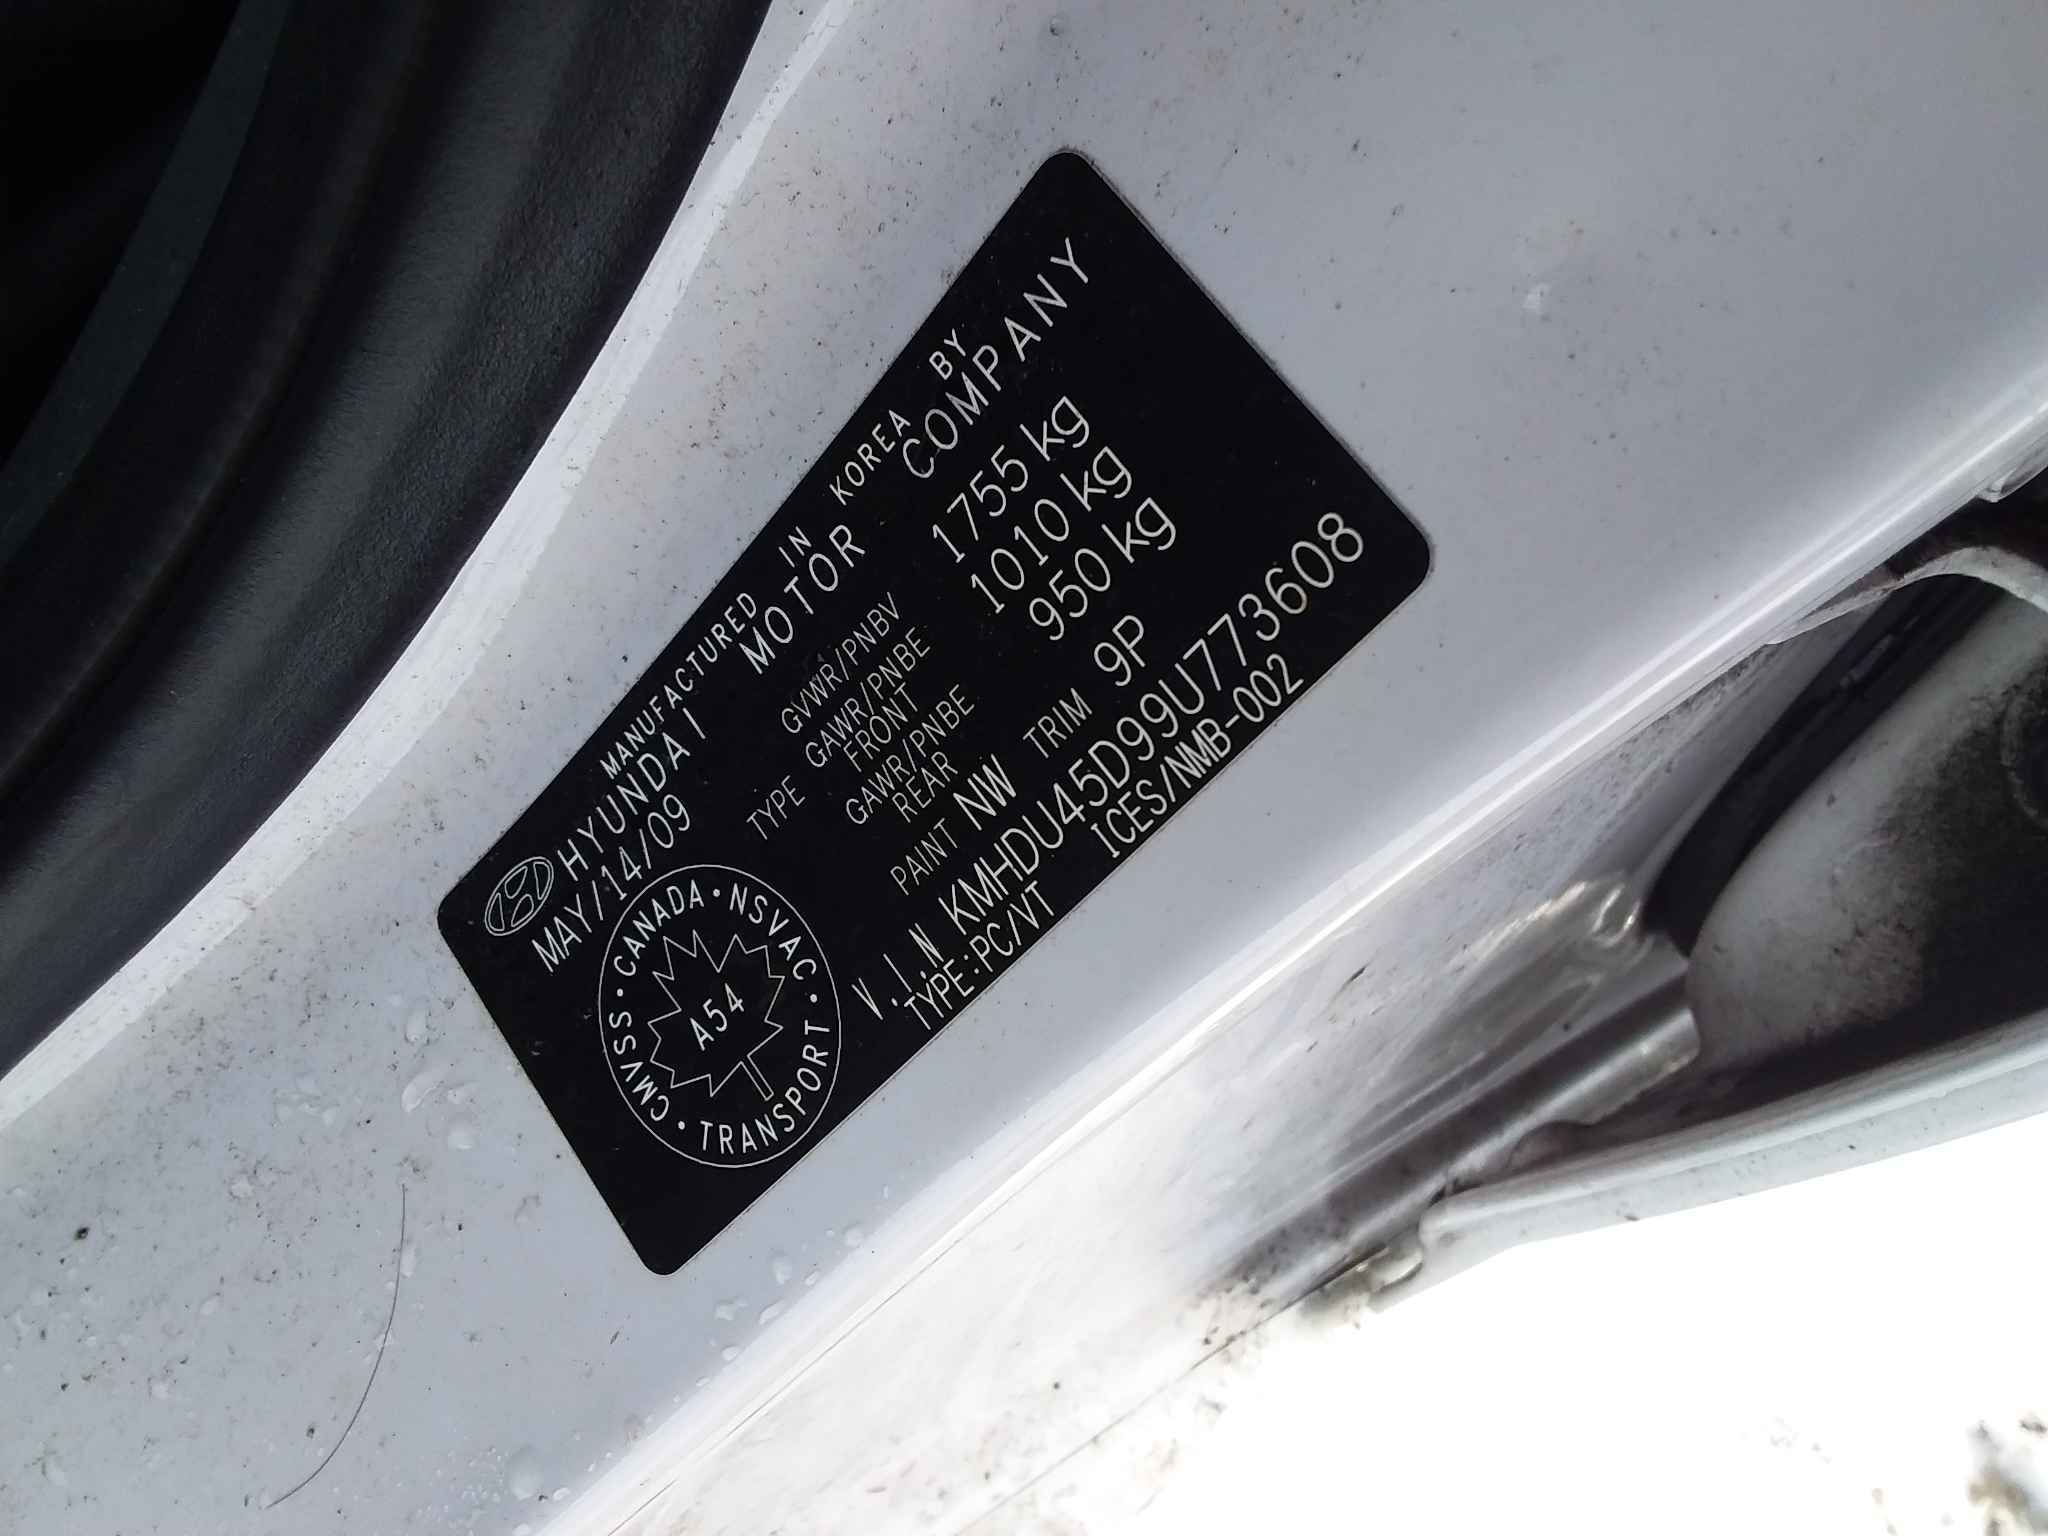 MANUFACTURED IN KOREA BY
HYUNDAI MOTOR COMPANY
MAY/14/09
CANADA · NSVAC · TRANSPORT · CMVSS ·
A54
TYPE
GVWR/PNBV 1755 kg
GAWR/PNBE FRONT 1010 kg
GAWR/PNBE REAR 950 kg
PAINT NW TRIM 9P
V.I.N KMHDU45D99U773608
TYPE:PC/VT ICES/NMB-002